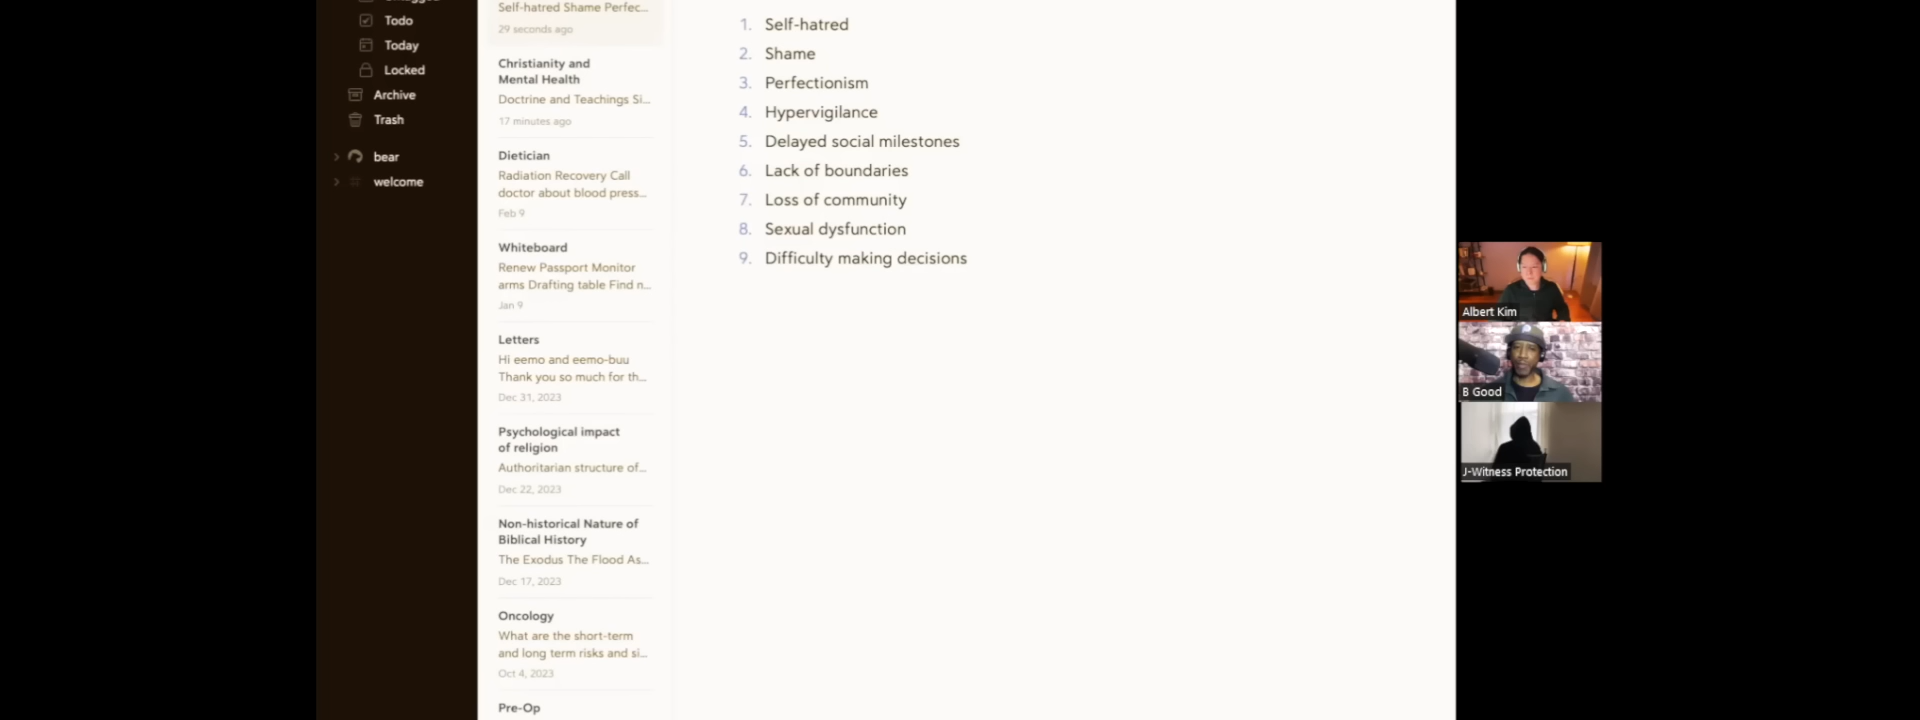 Todo
Today
Locked
Archive
Trash
bear
welcome
Self-hatred Shame Perfec...
29 seconds ago
Christianity and
Mental Health
Doctrine and Teachings Si...
17 minutes ago
Dietician
Radiation Recovery Call
doctor about blood press...
Feb 9
Whiteboard
Renew Passport Monitor
arms Drafting table Find n...
Jan 9
Letters
Hi eemo and eemo-buu
Thank you so much for th...
Dec 31, 2023
Psychological impact
of religion
Authoritarian structure of...
Dec 22, 2023
Non-historical Nature of
Biblical History
The Exodus The Flood As...
Dec 17, 2023
Oncology
What are the short-term
and long term risks and si...
Oct 4, 2023
Pre-Op
1. Self-hatred
2. Shame
3. Perfectionism
4. Hypervigilance
5. Delayed social milestones
6. Lack of boundaries
7. Loss of community
8. Sexual dysfunction
9. Difficulty making decisions
Albert Kim
B Good
J-Witness Protection